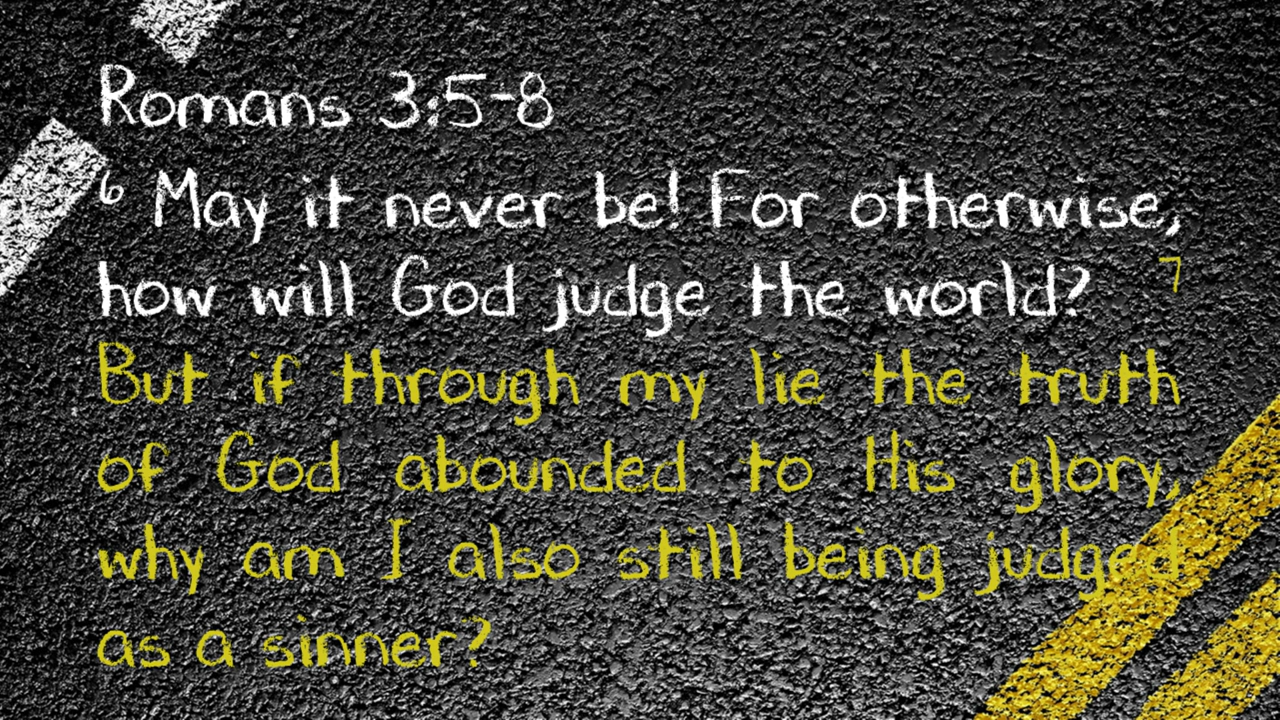 Romans 3:5-8
6 May it never be! For otherwise,
how will God judge the world? 7
But if through my lie the truth
of God abounded to His glory,
why am I also still being judged
as a sinner?